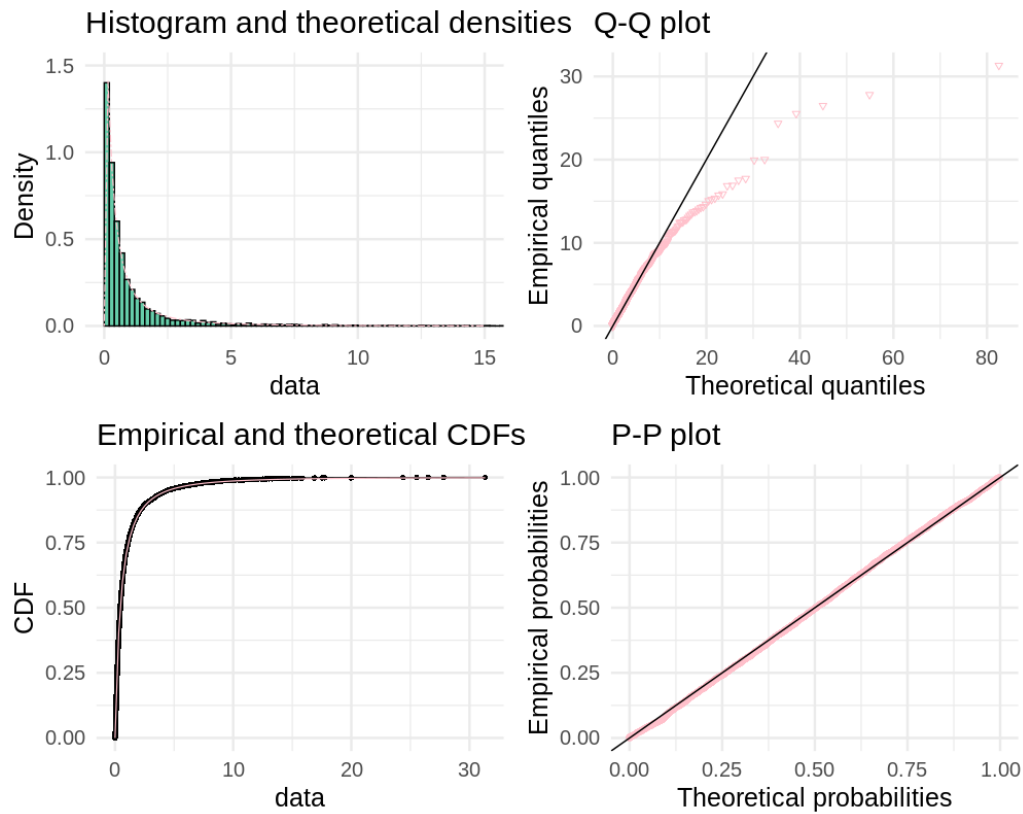 Histogram and theoretical densities
1.5
1.0
0.5
0.0
Density
0 5 10 15
data
Q-Q plot
30
20
10
0
Empirical quantiles
0 20 40 60 80
Theoretical quantiles
Empirical and theoretical CDFs
1.00
0.75
0.50
0.25
0.00
CDF
0 10 20 30
data
P-P plot
1.00
0.75
0.50
0.25
0.00
Empirical probabilities
0.00 0.25 0.50 0.75 1.00
Theoretical probabilities